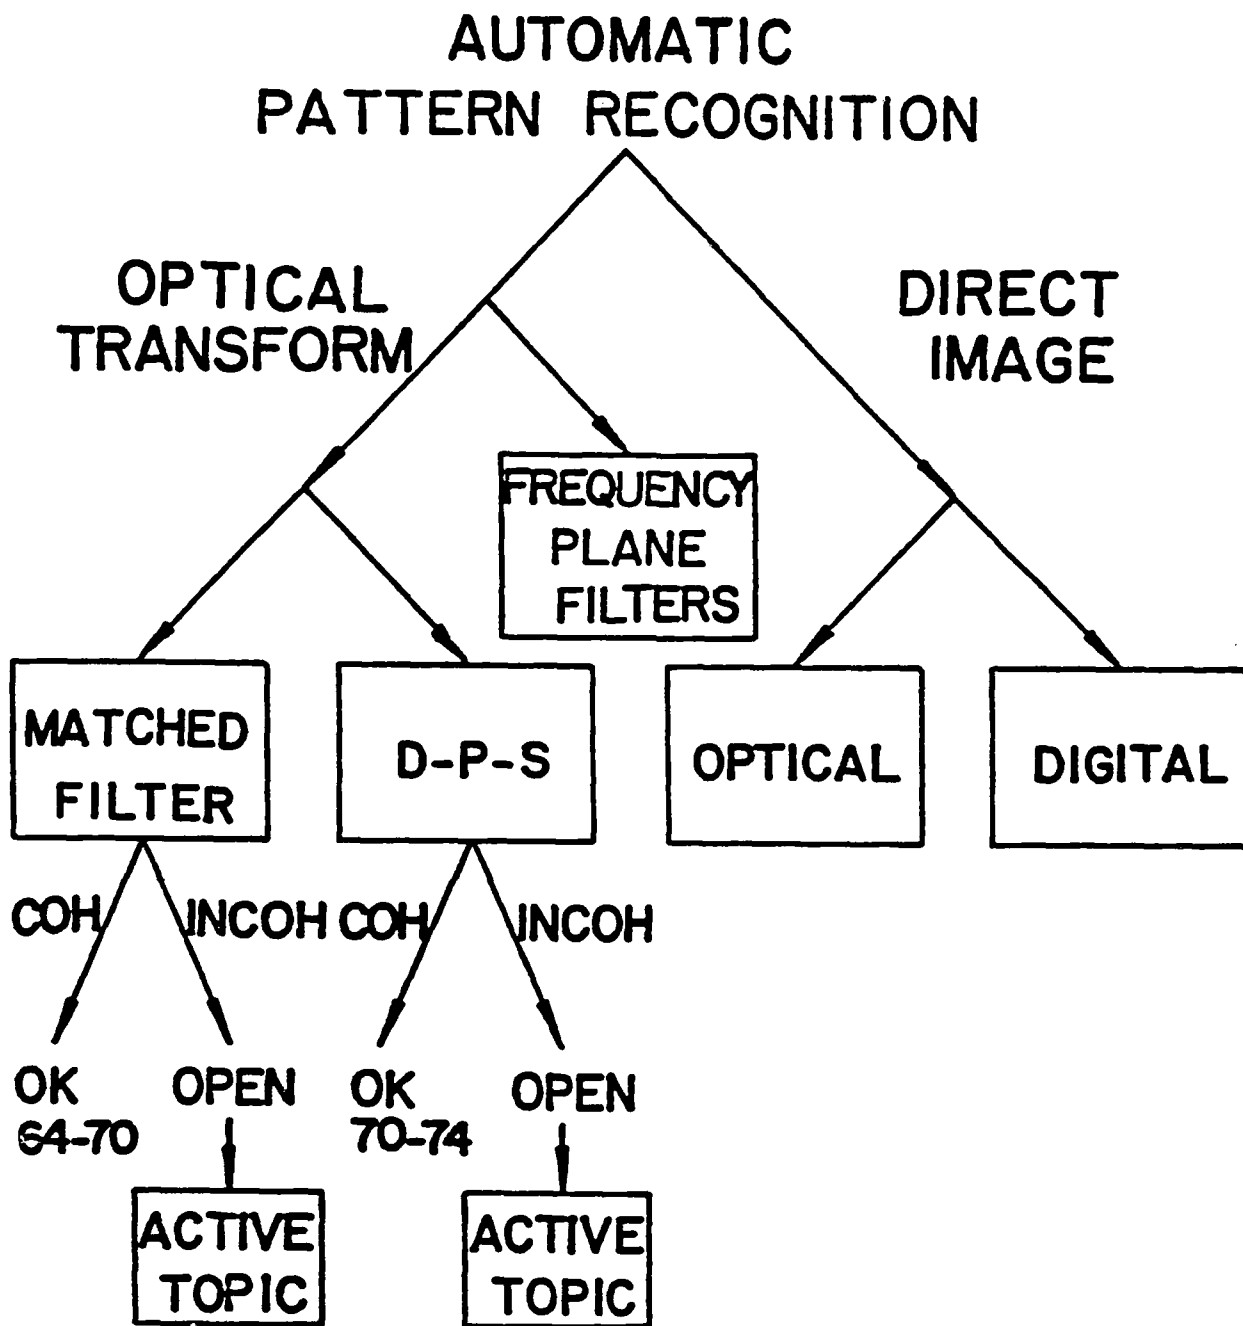 AUTOMATIC
PATTERN RECOGNITION
OPTICAL
TRANSFORM
DIRECT
IMAGE
FREQUENCY
PLANE
FILTERS
MATCHED
FILTER
D-P-S
OPTICAL
DIGITAL
COH
INCOH
COH
INCOH
OK
64-70
OPEN
OK
70-74
OPEN
ACTIVE
TOPIC
ACTIVE
TOPIC